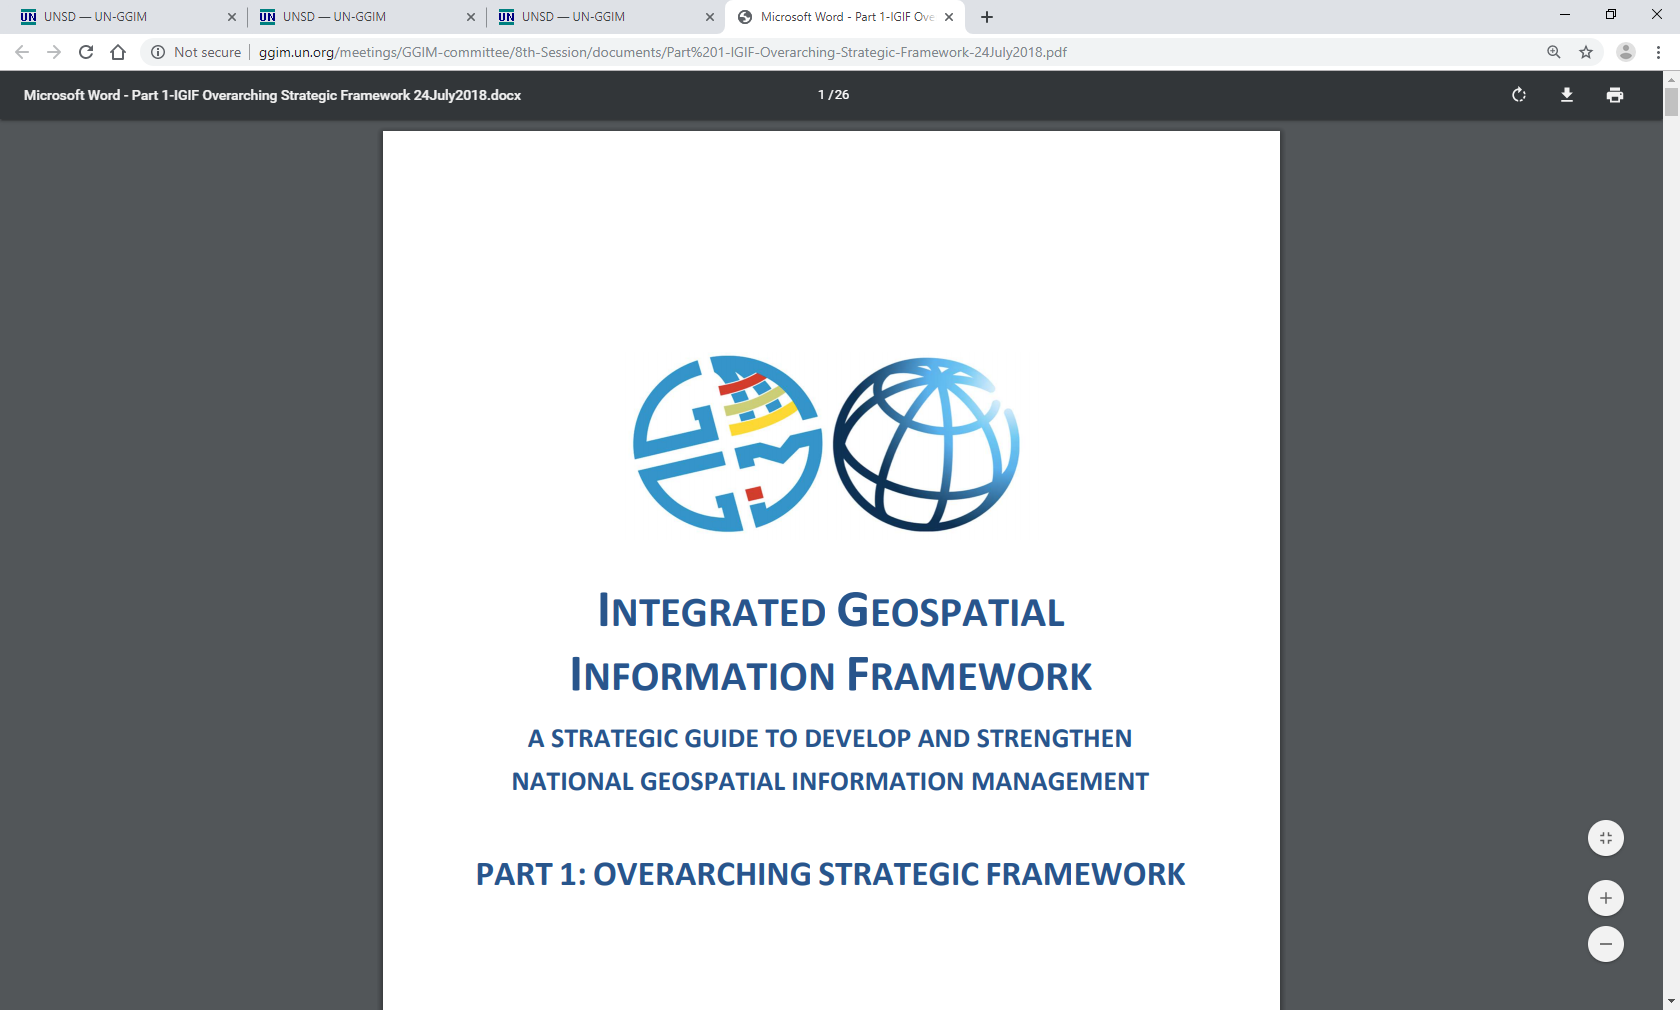 UN UNSD — UN-GGIM
UN UNSD — UN-GGIM
UN UNSD — UN-GGIM
Microsoft Word - Part 1-IGIF Ove
Not secure
ggim.un.org/meetings/GGIM-committee/8th-Session/documents/Part%201-IGIF-Overarching-Strategic-Framework-24July2018.pdf
Microsoft Word - Part 1-IGIF Overarching Strategic Framework 24July2018.docx
1 / 26
INTEGRATED GEOSPATIAL
INFORMATION FRAMEWORK
A STRATEGIC GUIDE TO DEVELOP AND STRENGTHEN
NATIONAL GEOSPATIAL INFORMATION MANAGEMENT
PART 1: OVERARCHING STRATEGIC FRAMEWORK